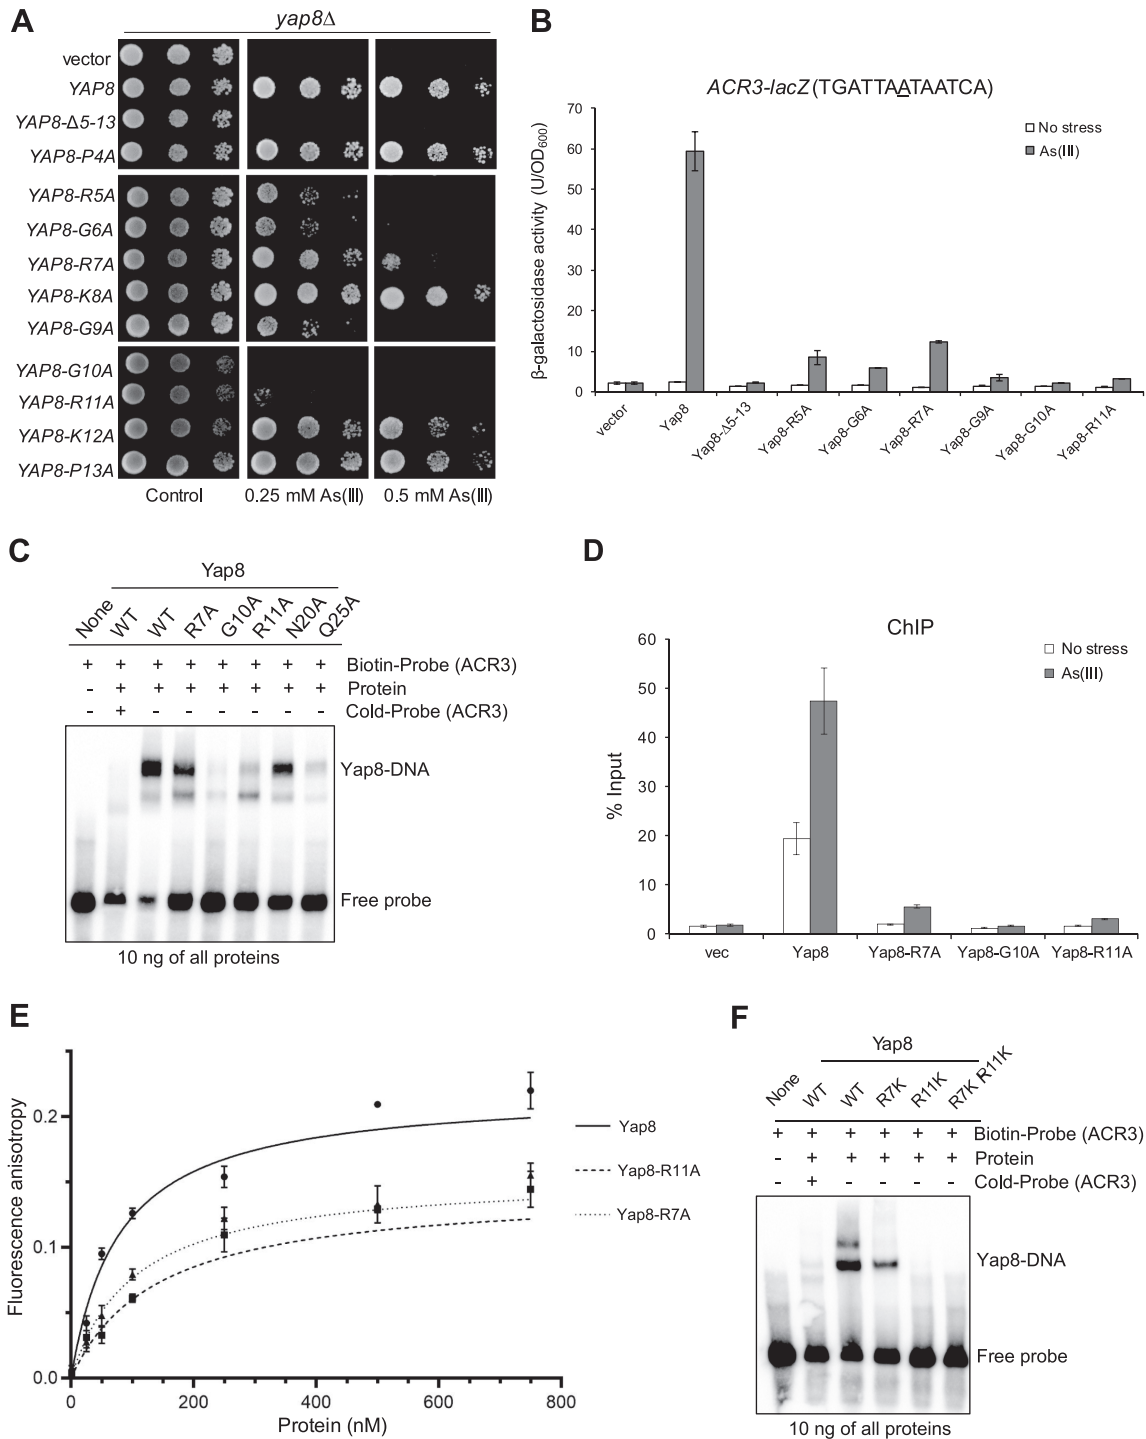 A
yap8Δ
vector
YAP8
YAP8-Δ5-13
YAP8-P4A
YAP8-R5A
YAP8-G6A
YAP8-R7A
YAP8-K8A
YAP8-G9A
YAP8-G10A
YAP8-R11A
YAP8-K12A
YAP8-P13A
Control 0.25 mM As(III) 0.5 mM As(III)
B
ACR3-lacZ(TGATTAATAATCA)
No stress
As(III)
β-galactosidase activity (U/OD600)
70
60
50
40
30
20
10
0
vector Yap8 Yap8-Δ5-13 Yap8-R5A Yap8-G6A Yap8-R7A Yap8-G9A Yap8-G10A Yap8-R11A
C
Yap8
None WT WT R7A G10A R11A N20A Q25A
+ + + + + + + + Biotin-Probe (ACR3)
- + + + + + + + Protein
- + - - - - - - Cold-Probe (ACR3)
Yap8-DNA
Free probe
10 ng of all proteins
D
ChIP
No stress
As(III)
% Input
60
50
40
30
20
10
0
vec Yap8 Yap8-R7A Yap8-G10A Yap8-R11A
E
Fluorescence anisotropy
0.2
0.1
0.0
0 200 400 600 800
Protein (nM)
Yap8
Yap8-R11A
Yap8-R7A
F
Yap8
None WT WT R7K R11K R7K R11K
+ + + + + + Biotin-Probe (ACR3)
- + + + + + Protein
- + - - - - Cold-Probe (ACR3)
Yap8-DNA
Free probe
10 ng of all proteins